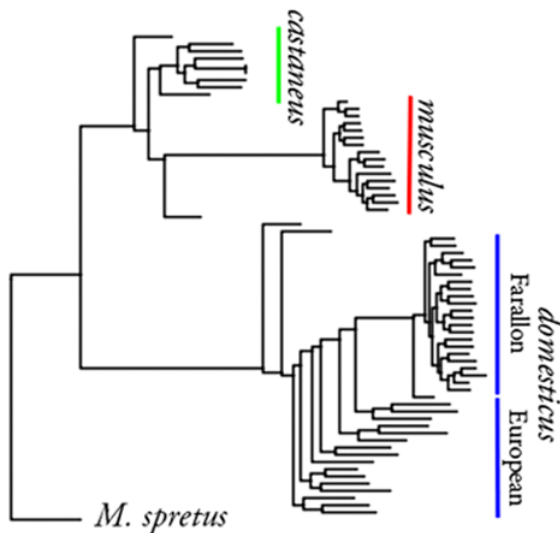 castaneus
musculus
domesticus
Farallon
European
M. spretus